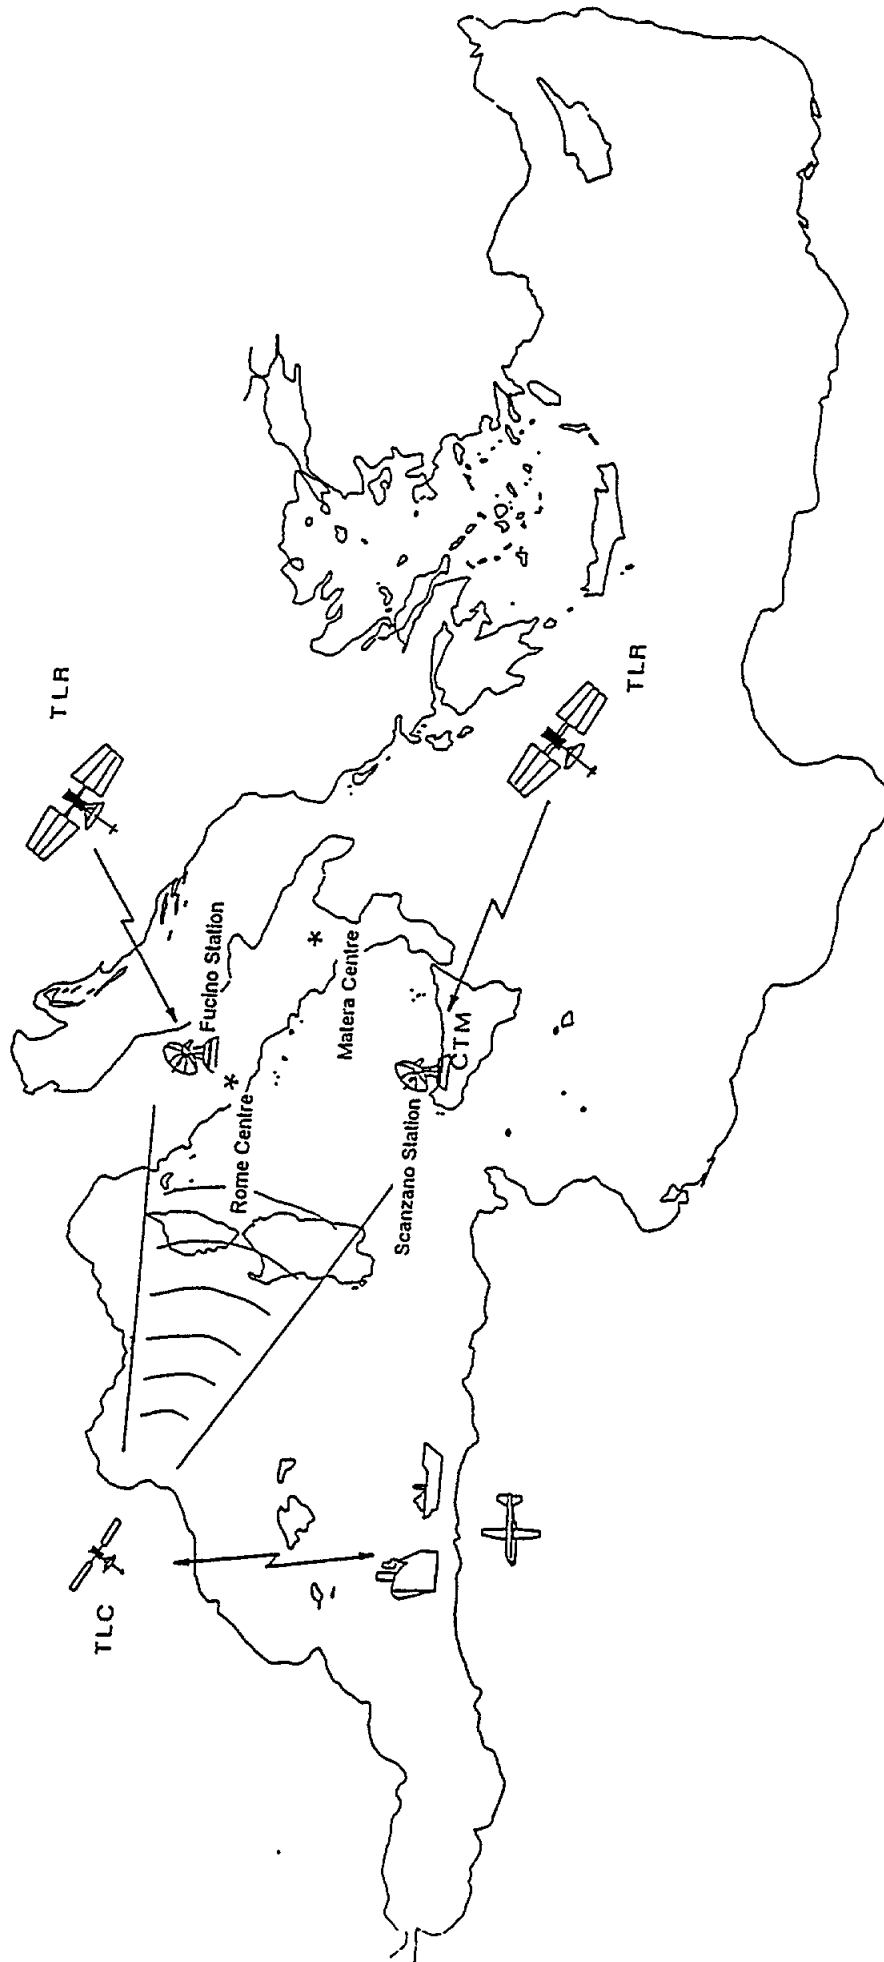 TLC
TLR
Fucino Station
Rome Centre
Matera Centre
Scanzano Station
CTM
TLR